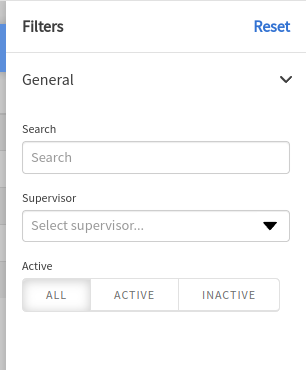 Filters Reset
General
Search
Search
Supervisor
Select supervisor...
Active
ALL ACTIVE INACTIVE